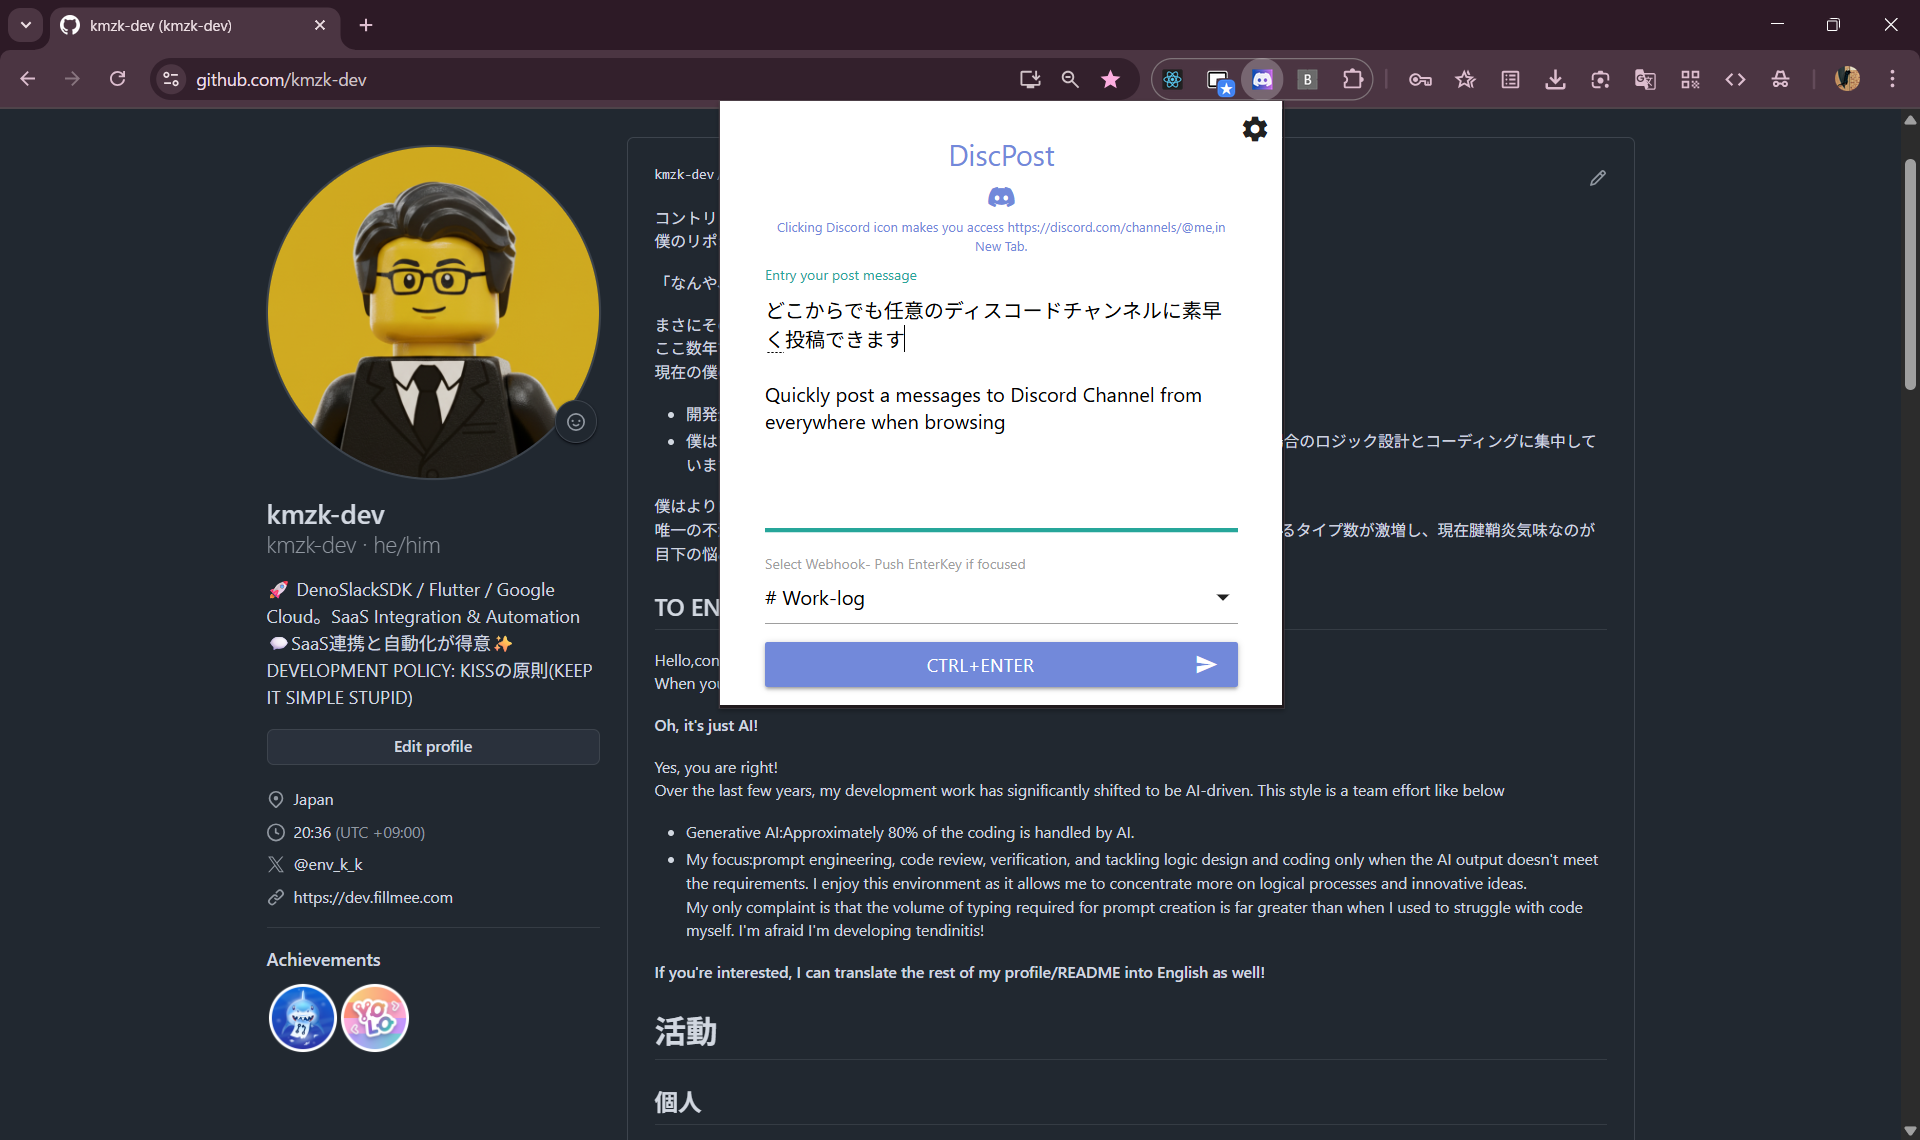 kmzk-dev (kmzk-dev)
github.com/kmzk-dev
B
DiscPost
Clicking Discord icon makes you access https://discord.com/channels/@me,in
New Tab.
Entry your post message
どこからでも任意のディスコードチャンネルに素早
く投稿できます
Quickly post a messages to Discord Channel from
everywhere when browsing
Select Webhook- Push EnterKey if focused
# Work-log
CTRL+ENTER
kmzk-dev
kmzk-dev · he/him
🚀 DenoSlackSDK / Flutter / Google
Cloud。SaaS Integration & Automation
💬SaaS連携と自動化が得意✨
DEVELOPMENT POLICY: KISSの原則(KEEP
IT SIMPLE STUPID)
Edit profile
Japan
20:36 (UTC +09:00)
@env_k_k
https://dev.fillmee.com
Achievements
YOLO
kmzk-dev
コントリ
僕のリポ
「なんや
まさにそ
ここ数年
現在の僕
開発
僕は
合のロジック設計とコーディングに集中して
いま
僕はより
唯一の不
るタイプ数が激増し、現在腱鞘炎気味なのが
目下の悩
TO EN
Hello,con
When you
Oh, it's just AI!
Yes, you are right!
Over the last few years, my development work has significantly shifted to be AI-driven. This style is a team effort like below
Generative AI:Approximately 80% of the coding is handled by AI.
My focus:prompt engineering, code review, verification, and tackling logic design and coding only when the AI output doesn't meet
the requirements. I enjoy this environment as it allows me to concentrate more on logical processes and innovative ideas.
My only complaint is that the volume of typing required for prompt creation is far greater than when I used to struggle with code
myself. I'm afraid I'm developing tendinitis!
If you're interested, I can translate the rest of my profile/README into English as well!
活動
個人